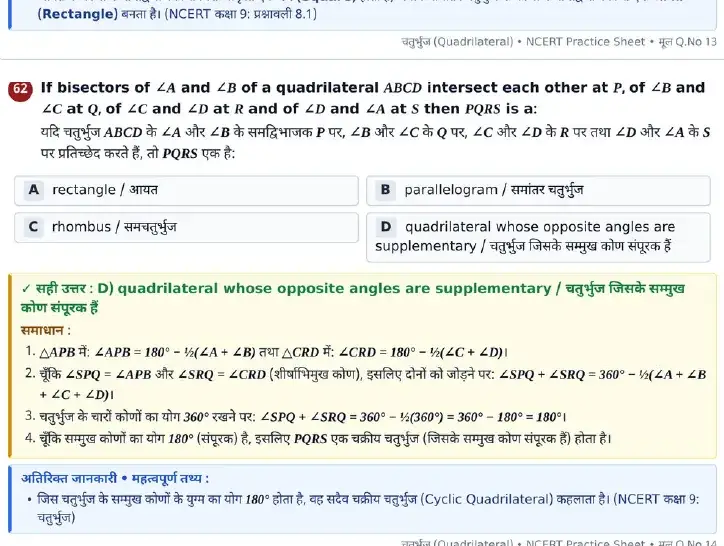 (Rectangle) बनता है। (NCERT कक्षा 9: प्रश्नावली 8.1)
चतुर्भुज (Quadrilateral) • NCERT Practice Sheet • मूल Q.No 13
62 If bisectors of ∠A and ∠B of a quadrilateral ABCD intersect each other at P, of ∠B and
∠C at Q, of ∠C and ∠D at R and of ∠D and ∠A at S then PQRS is a:
यदि चतुर्भुज ABCD के ∠A और ∠B के समद्विभाजक P पर, ∠B और ∠C के Q पर, ∠C और ∠D के R पर तथा ∠D और ∠A के S
पर प्रतिच्छेद करते हैं, तो PQRS एक है:
A rectangle / आयत
B parallelogram / समांतर चतुर्भुज
C rhombus / समचतुर्भुज
D quadrilateral whose opposite angles are
supplementary / चतुर्भुज जिसके सम्मुख कोण संपूरक हैं
✓ सही उत्तर : D) quadrilateral whose opposite angles are supplementary / चतुर्भुज जिसके सम्मुख
कोण संपूरक हैं
समाधान :
1. △APB में: ∠APB = 180° − ½(∠A + ∠B) तथा △CRD में: ∠CRD = 180° − ½(∠C + ∠D)।
2. चूँकि ∠SPQ = ∠APB और ∠SRQ = ∠CRD (शीर्षाभिमुख कोण), इसलिए दोनों को जोड़ने पर: ∠SPQ + ∠SRQ = 360° − ½(∠A + ∠B
+ ∠C + ∠D)।
3. चतुर्भुज के चारों कोणों का योग 360° रखने पर: ∠SPQ + ∠SRQ = 360° − ½(360°) = 360° − 180° = 180°।
4. चूँकि सम्मुख कोणों का योग 180° (संपूरक) है, इसलिए PQRS एक चक्रीय चतुर्भुज (जिसके सम्मुख कोण संपूरक हैं) होता है।
अतिरिक्त जानकारी • महत्वपूर्ण तथ्य :
• जिस चतुर्भुज के सम्मुख कोणों के युग्म का योग 180° होता है, वह सदैव चक्रीय चतुर्भुज (Cyclic Quadrilateral) कहलाता है। (NCERT कक्षा 9:
चतुर्भुज)
चतुर्भुज (Quadrilateral) • NCERT Practice Sheet • मूल Q.No 14